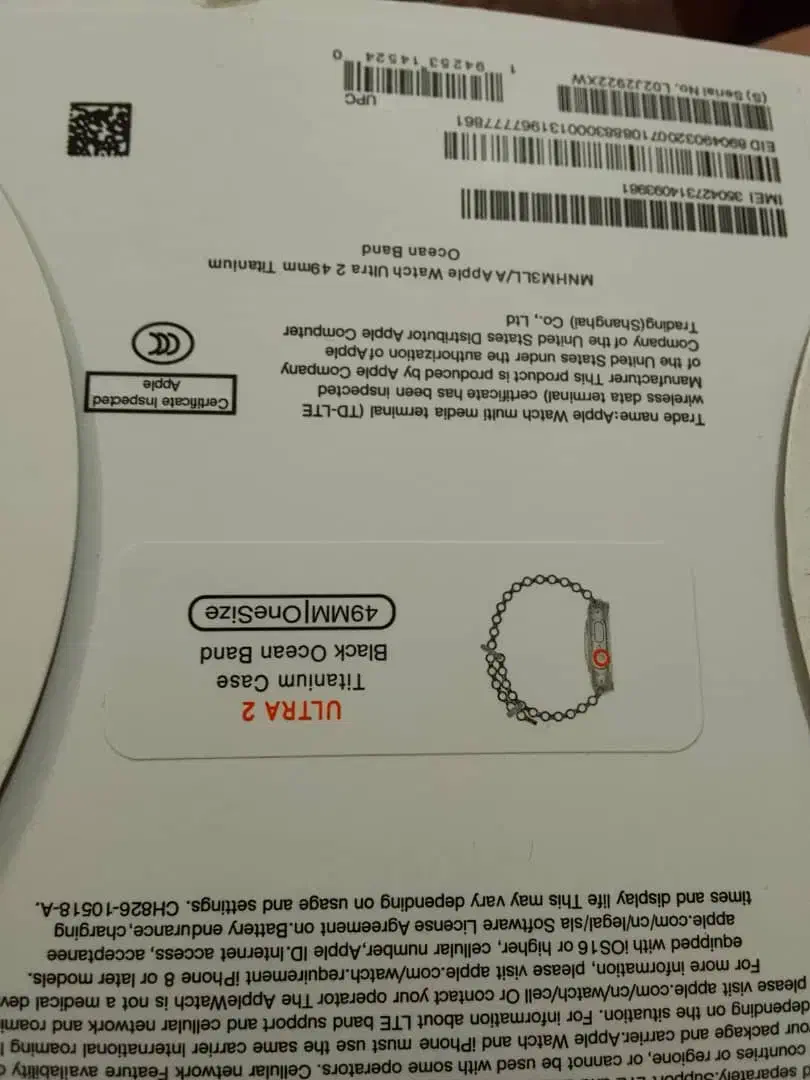 separately.Support
countries or regione, or cannot be used with some operators. Cellular network Feature availability
our package and carrier.Apple Watch and iPhone must use the same carrier International roaming
depending on the situation. For information about LTE band support and cellular network and roami
please visit apple.com/cn/watch/cell Or contact your operator The AppleWatch is not a medical dev
For more information, please visit apple.com/watch.requirement iPhone 8 or later models.
equipped with iOS16 or higher, cellular number,Apple ID.Internet access, acceptanee
apple.com/cn/legal/sla Software License Agreement on.Battery endurance,charging
times and display life This may vary depending on usage and settings. CH826-10518-A.
ULTRA 2
Titanium Case
Black Ocean Band
49MM|OneSize
Trade name:Apple Watch multi media terminal (TD-LTE
wireless data terminal) certificate has been inspected
Manufacturer This product is produced by Apple Company
of the United States under the authorization of Apple
Company of the United States Distributor Apple Computer
Trading(Shanghai) Co., Ltd
Certificate Inspected
Apple
CCC
MNHM3LL/A Apple Watch Ultra 2 49mm Titanium
Ocean Band
IMEI 350427314093981
EID 89049032007108883000131967777861
(S) Serial No. L02J2922XW
UPC
1 94253 14524 0